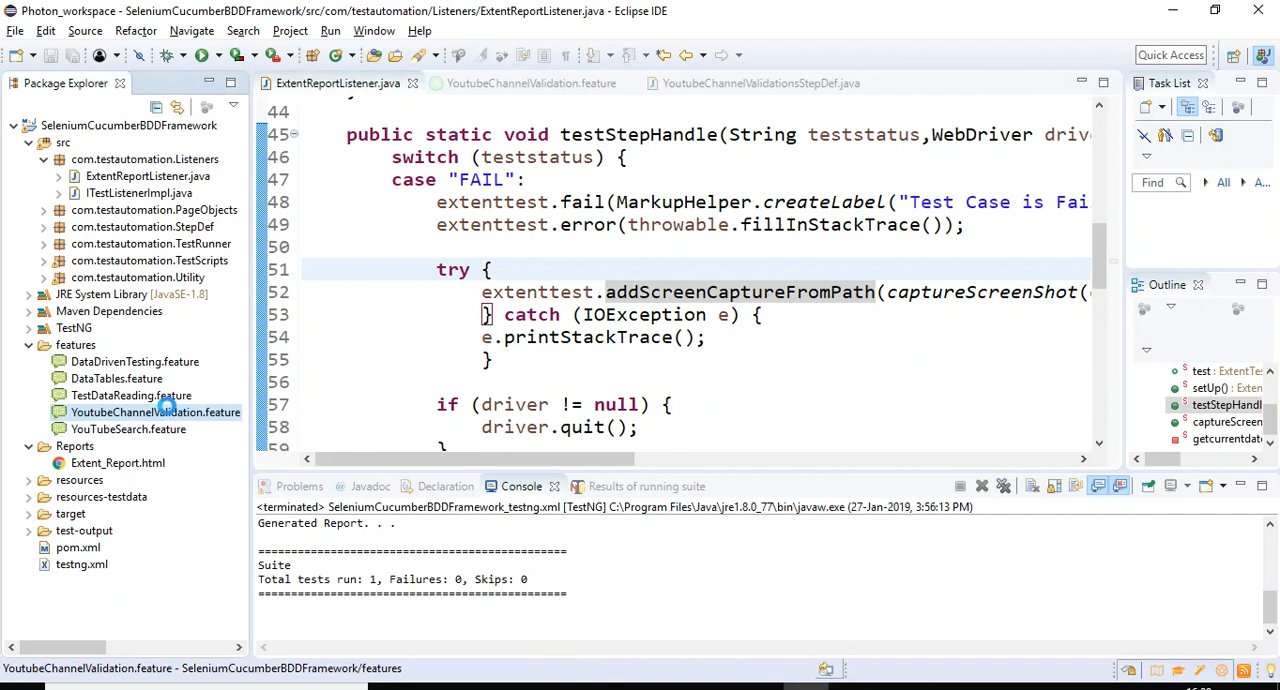 Photon_workspace - SeleniumCucumberBDDFramework/src/com/testautomation/Listeners/ExtentReportListener.java - Eclipse IDE
File Edit Source Refactor Navigate Search Project Run Window Help
Quick Access
Package Explorer
SeleniumCucumberBDDFramework
src
com.testautomation.Listeners
ExtentReportListener.java
ITestListenerImpl.java
com.testautomation.PageObjects
com.testautomation.StepDef
com.testautomation.TestRunner
com.testautomation.TestScripts
com.testautomation.Utility
JRE System Library [JavaSE-1.8]
Maven Dependencies
TestNG
features
DataDrivenTesting.feature
DataTables.feature
TestDataReading.feature
YoutubeChannelValidation.feature
YouTubeSearch.feature
Reports
Extent_Report.html
resources
resources-testdata
target
test-output
pom.xml
testng.xml
ExtentReportListener.java YoutubeChannelValidation.feature YoutubeChannelValidationsStepDef.java
44
45 public static void testStepHandle(String teststatus,WebDriver drive
46 switch (teststatus) {
47 case "FAIL":
48 extenttest.fail(MarkupHelper.createLabel("Test Case is Fai
49 extenttest.error(throwable.fillInStackTrace());
50
51 try {
52 extenttest.addScreenCaptureFromPath(captureScreenShot(
53 } catch (IOException e) {
54 e.printStackTrace();
55 }
56
57 if (driver != null) {
58 driver.quit();
59 }
Problems Javadoc Declaration Console Results of running suite
<terminated> SeleniumCucumberBDDFramework_testng.xml [TestNG] C:\Program Files\Java\jre1.8.0_77\bin\javaw.exe (27-Jan-2019, 3:56:13 PM)
Generated Report. . .
===============================================
Suite
Total tests run: 1, Failures: 0, Skips: 0
===============================================
Task List
Find All A...
Outline
test : ExtentTe
setUp() : Exten
testStepHandl
captureScreen
getcurrentdate
YoutubeChannelValidation.feature - SeleniumCucumberBDDFramework/features